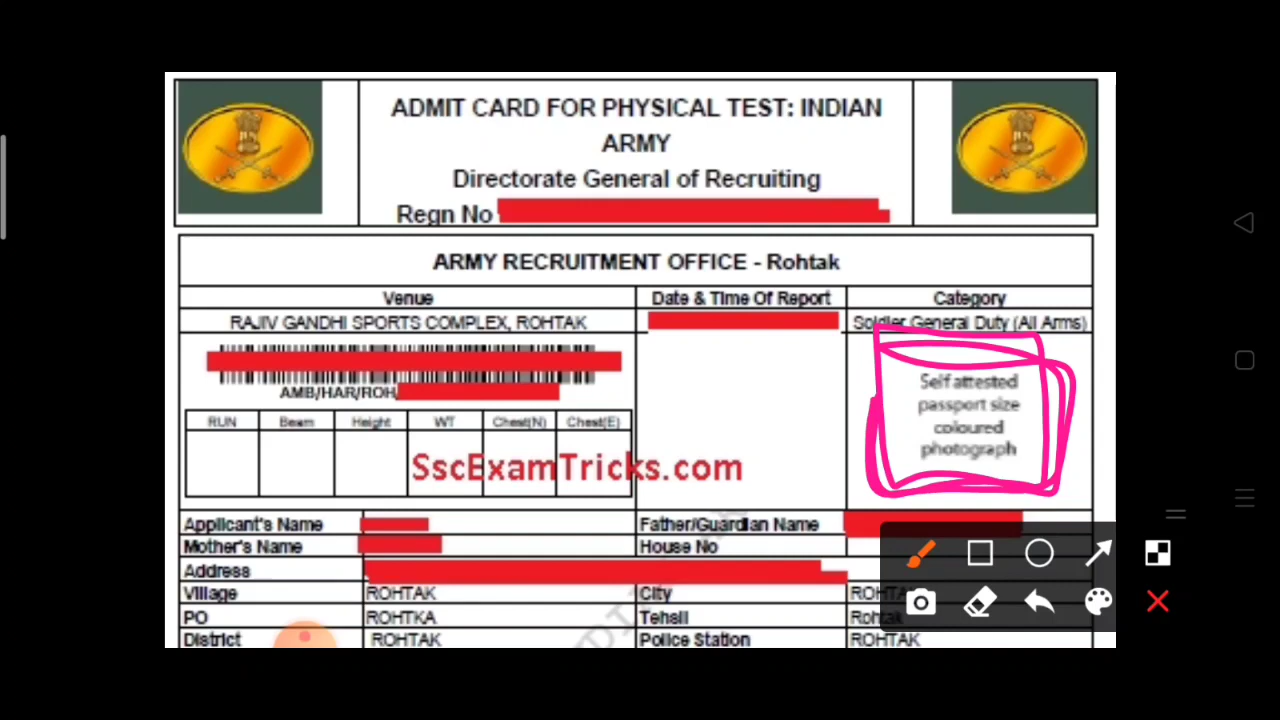 ADMIT CARD FOR PHYSICAL TEST: INDIAN
ARMY
Directorate General of Recruiting
Regn No
ARMY RECRUITMENT OFFICE - Rohtak
Venue Date & Time Of Report Category
RAJIV GANDHI SPORTS COMPLEX, ROHTAK Soldier General Duty (All Arms)
AMB/HAR/ROH
Self attested
passport size
coloured
photograph
RUN Beam Height WT Chest(N) Chest(E)
SscExamTricks.com
Applicant's Name Father/Guardian Name
Mother's Name House No
Address
Village ROHTAK City
PO ROHTKA Tehsil Rohtak
District ROHTAK Police Station ROHTAK